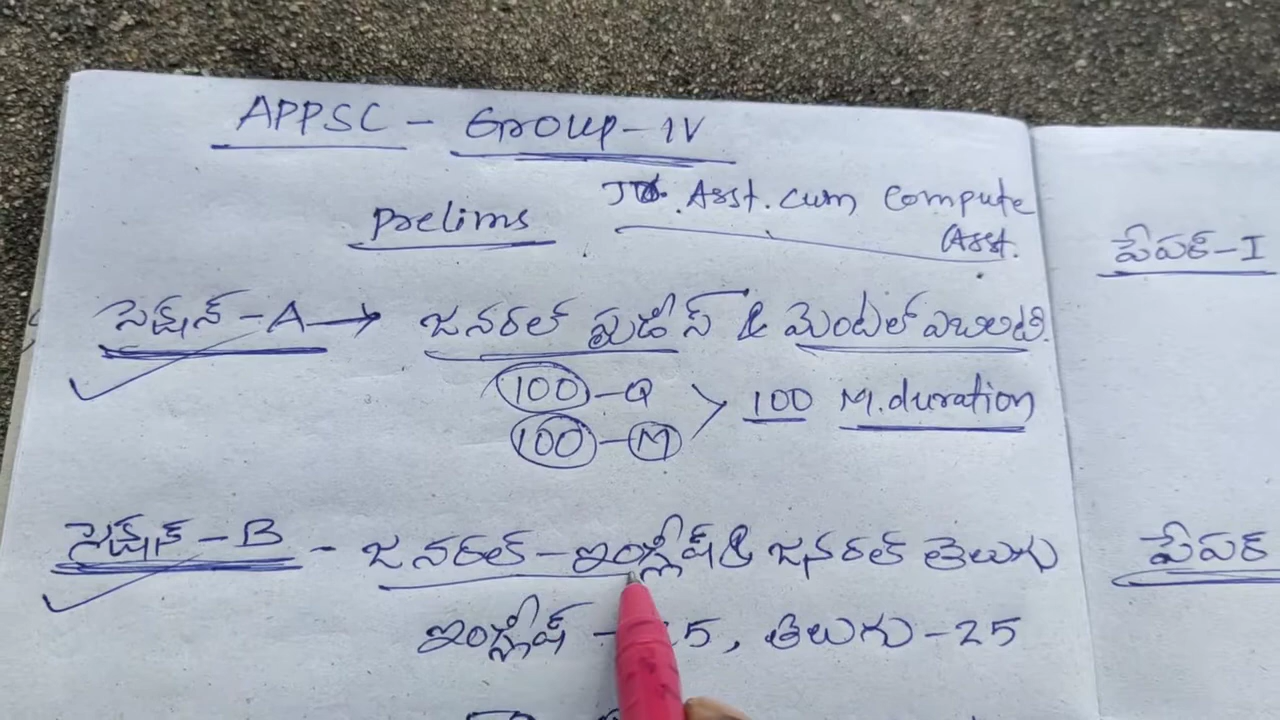 APPSC - Group-IV
Prelims
Jr. Asst. cum Compute
Asst.
సెక్షన్ - A → జనరల్ స్టడీస్ & మెంటల్ ఎబిలిటి.
100 - Q
100 - M > 100 M. duration
సెక్షన్ - B - జనరల్ - ఇంగ్లీష్ & జనరల్ తెలుగు
ఇంగ్లీష్ - 5, తెలుగు - 25
పేపర్ - I
పేపర్